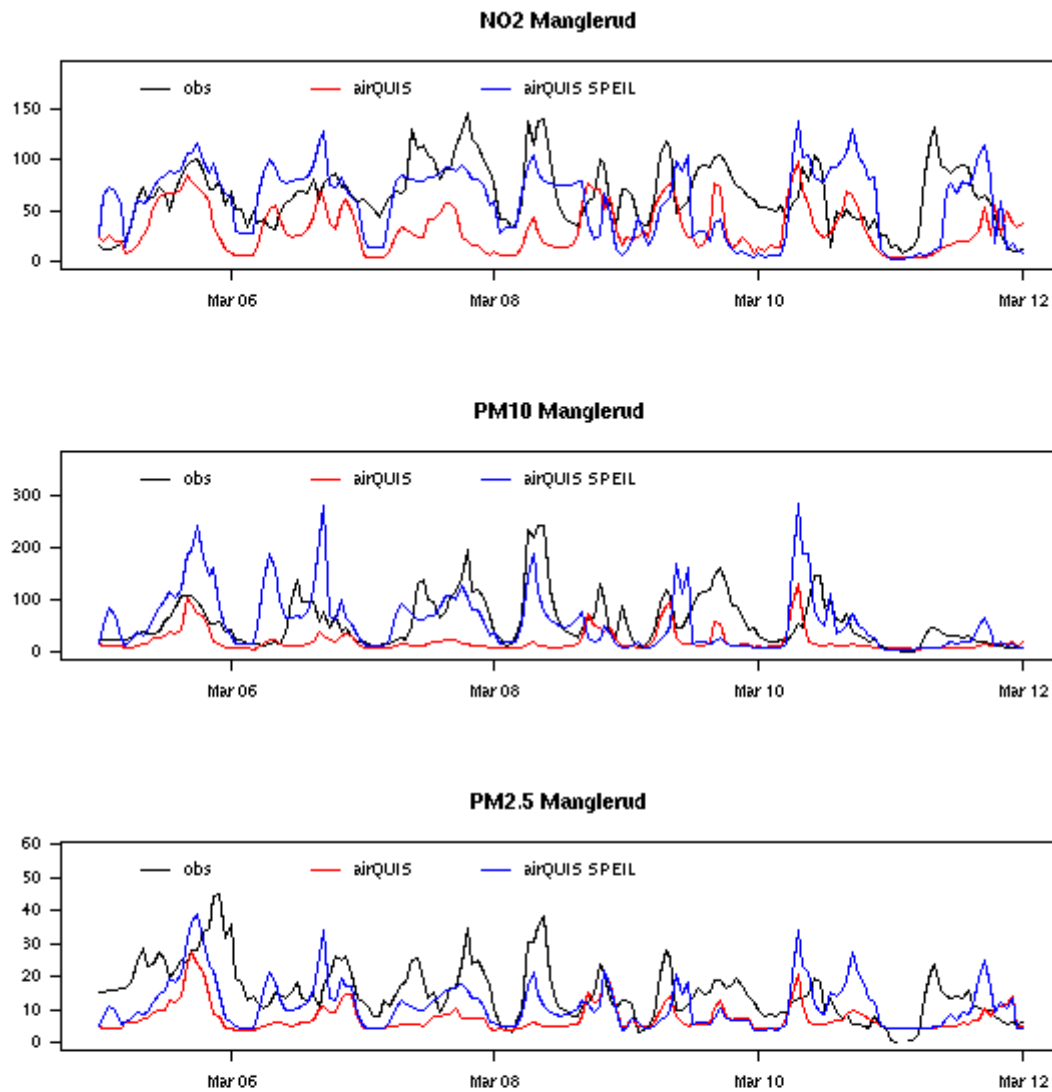 NO2 Manglerud
obs airQUIS airQUIS SPEIL
150
100
50
0
Mar 06 Mar 08 Mar 10 Mar 12
PM10 Manglerud
obs airQUIS airQUIS SPEIL
300
200
100
0
Mar 06 Mar 08 Mar 10 Mar 12
PM2.5 Manglerud
60
obs airQUIS airQUIS SPEIL
50
40
30
20
10
0
Mar 06 Mar 08 Mar 10 Mar 12